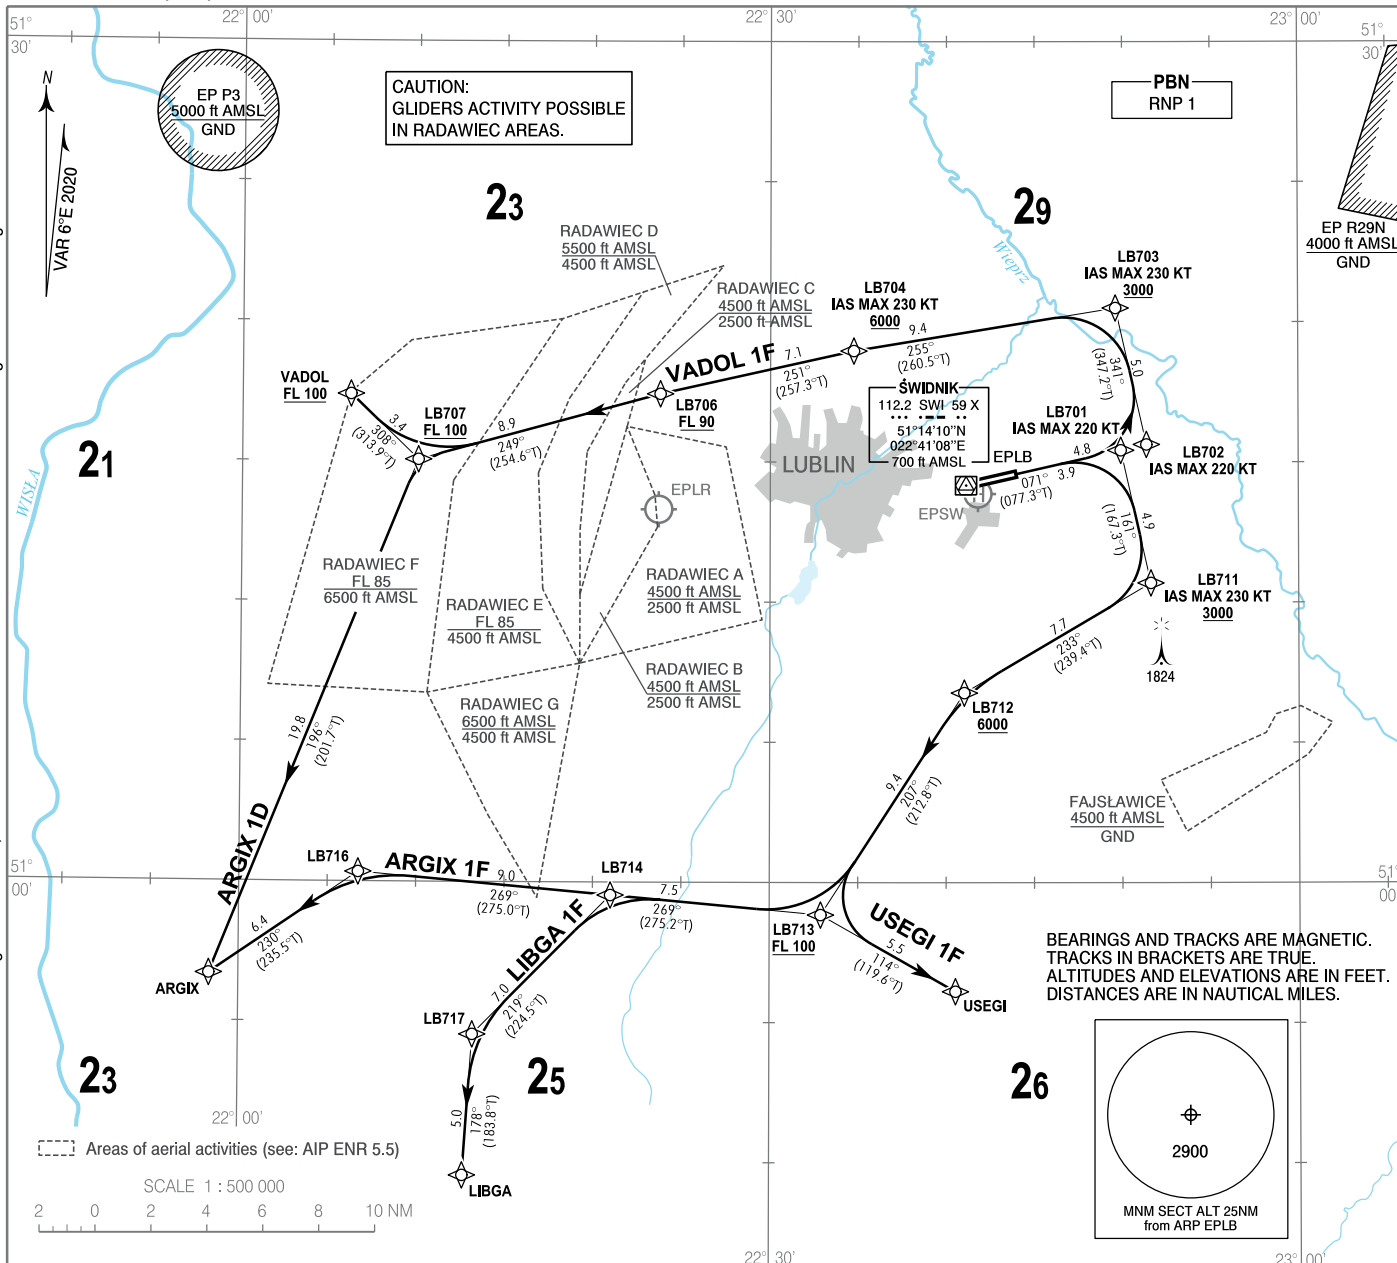 51°
30'
22° 00'
22° 30'
23° 00'
51°
30'
N
VAR 6°E 2020
EP P3
5000 ft AMSL
GND
CAUTION:
GLIDERS ACTIVITY POSSIBLE
IN RADAWIEC AREAS.
PBN
RNP 1
23
29
EP R29N
4000 ft AMSL
GND
Wieprz
RADAWIEC D
5500 ft AMSL
4500 ft AMSL
RADAWIEC C
4500 ft AMSL
2500 ft AMSL
LB704
IAS MAX 230 KT
6000
LB703
IAS MAX 230 KT
3000
9.4
255°
(260.5°T)
7.1
251°
(257.3°T)
VADOL 1F
5.0
341°
(347.2°T)
VADOL
FL 100
3.4
308°
(313.9°T)
LB707
FL 100
8.9
249°
(254.6°T)
LB706
FL 90
ŚWIDNIK
112.2 SWI 59 X
51°14'10"N
022°41'08"E
700 ft AMSL
LB701
IAS MAX 220 KT
LB702
IAS MAX 220 KT
21
WISŁA
LUBLIN
EPLB
4.8
3.9
071°
(077.3°T)
EPLR
EPSW
4.9
161°
(167.3°T)
RADAWIEC F
FL 85
6500 ft AMSL
RADAWIEC E
FL 85
4500 ft AMSL
RADAWIEC A
4500 ft AMSL
2500 ft AMSL
LB711
IAS MAX 230 KT
3000
7.7
233°
(239.4°T)
1824
RADAWIEC B
4500 ft AMSL
2500 ft AMSL
RADAWIEC G
6500 ft AMSL
4500 ft AMSL
LB712
6000
19.8
196°
(201.7°T)
9.4
207°
(212.8°T)
FAJSŁAWICE
4500 ft AMSL
GND
ARGIX 1D
LB716
ARGIX 1F
9.0
269°
(275.0°T)
LB714
7.5
269°
(275.2°T)
51°
00'
51°
00'
6.4
230°
(235.5°T)
LIBGA 1F
LB713
FL 100
USEGI 1F
5.5
114°
(119.6°T)
ARGIX
7.0
219°
(224.5°T)
USEGI
BEARINGS AND TRACKS ARE MAGNETIC.
TRACKS IN BRACKETS ARE TRUE.
ALTITUDES AND ELEVATIONS ARE IN FEET.
DISTANCES ARE IN NAUTICAL MILES.
LB717
23
25
26
5.0
178°
(183.8°T)
22° 00'
Areas of aerial activities (see: AIP ENR 5.5)
LIBGA
SCALE 1 : 500 000
2 0 2 4 6 8 10 NM
2900
MNM SECT ALT 25NM
from ARP EPLB
22° 30'
23° 00'